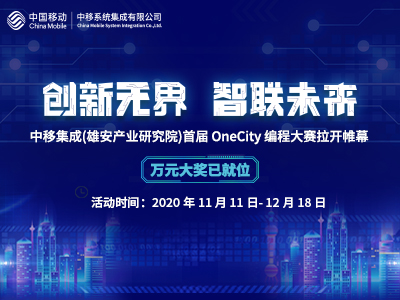 中国移动 China Mobile
中移系统集成有限公司
China Mobile System Integration Co.,Ltd.
创新无界 智联未来
中移集成(雄安产业研究院)首届 OneCity 编程大赛拉开帷幕
万元大奖已就位
活动时间：2020 年 11 月 11 日- 12 月 18 日